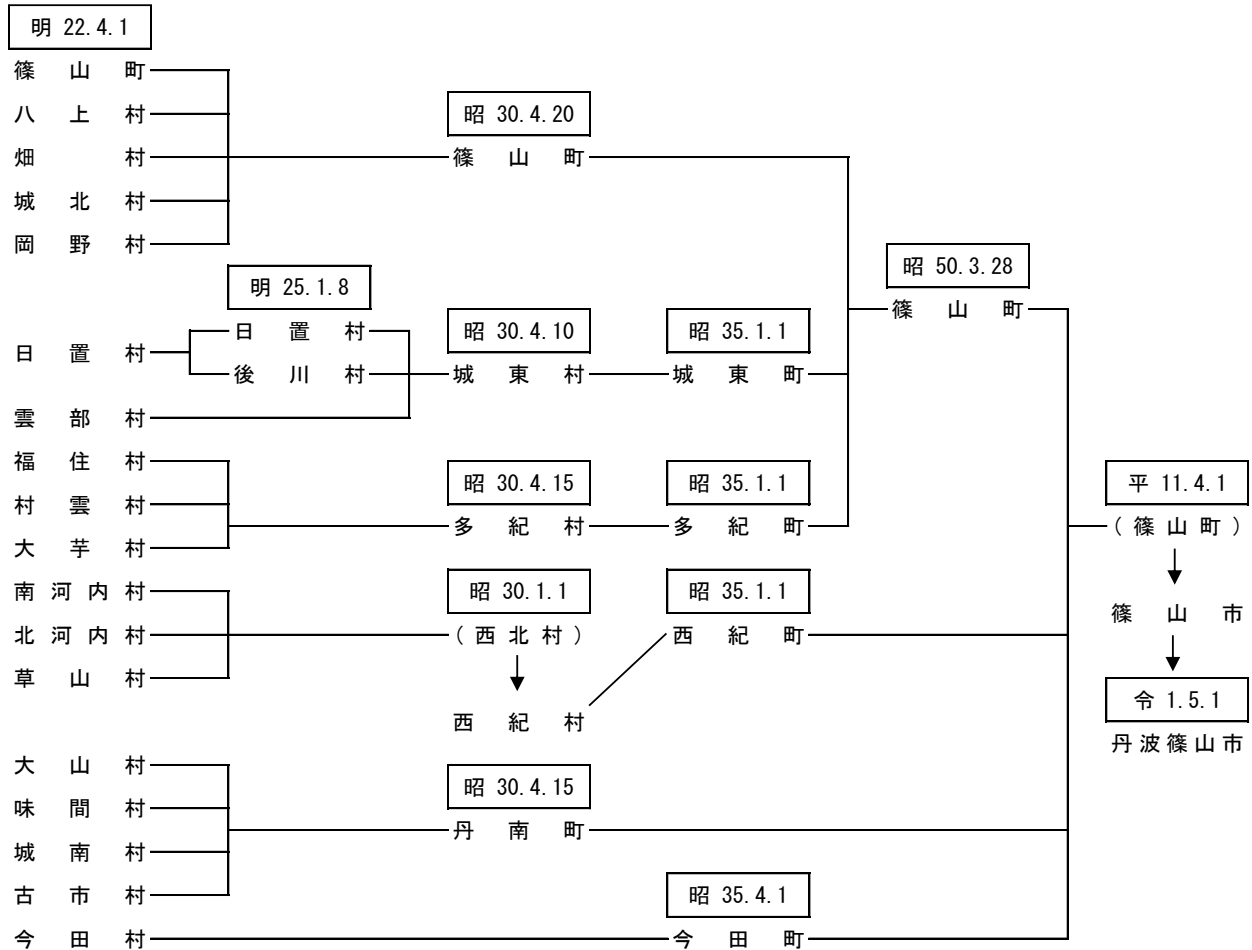 明 22.4.1
篠山町
八上村
昭 30.4.20
畑村
篠山町
城北村
岡野村
昭 50.3.28
明 25.1.8
篠山町
日置村
昭 30.4.10
昭 35.1.1
日置村
後川村
城東村
城東町
雲部村
福住村
昭 30.4.15
昭 35.1.1
平 11.4.1
村雲村
多紀村
多紀町
(篠山町)
大芋村
南河内村
昭 30.1.1
昭 35.1.1
篠山市
北河内村
(西北村)
西紀町
草山村
令 1.5.1
西紀村
丹波篠山市
大山村
昭 30.4.15
味間村
丹南町
城南村
古市村
昭 35.4.1
今田村
今田町